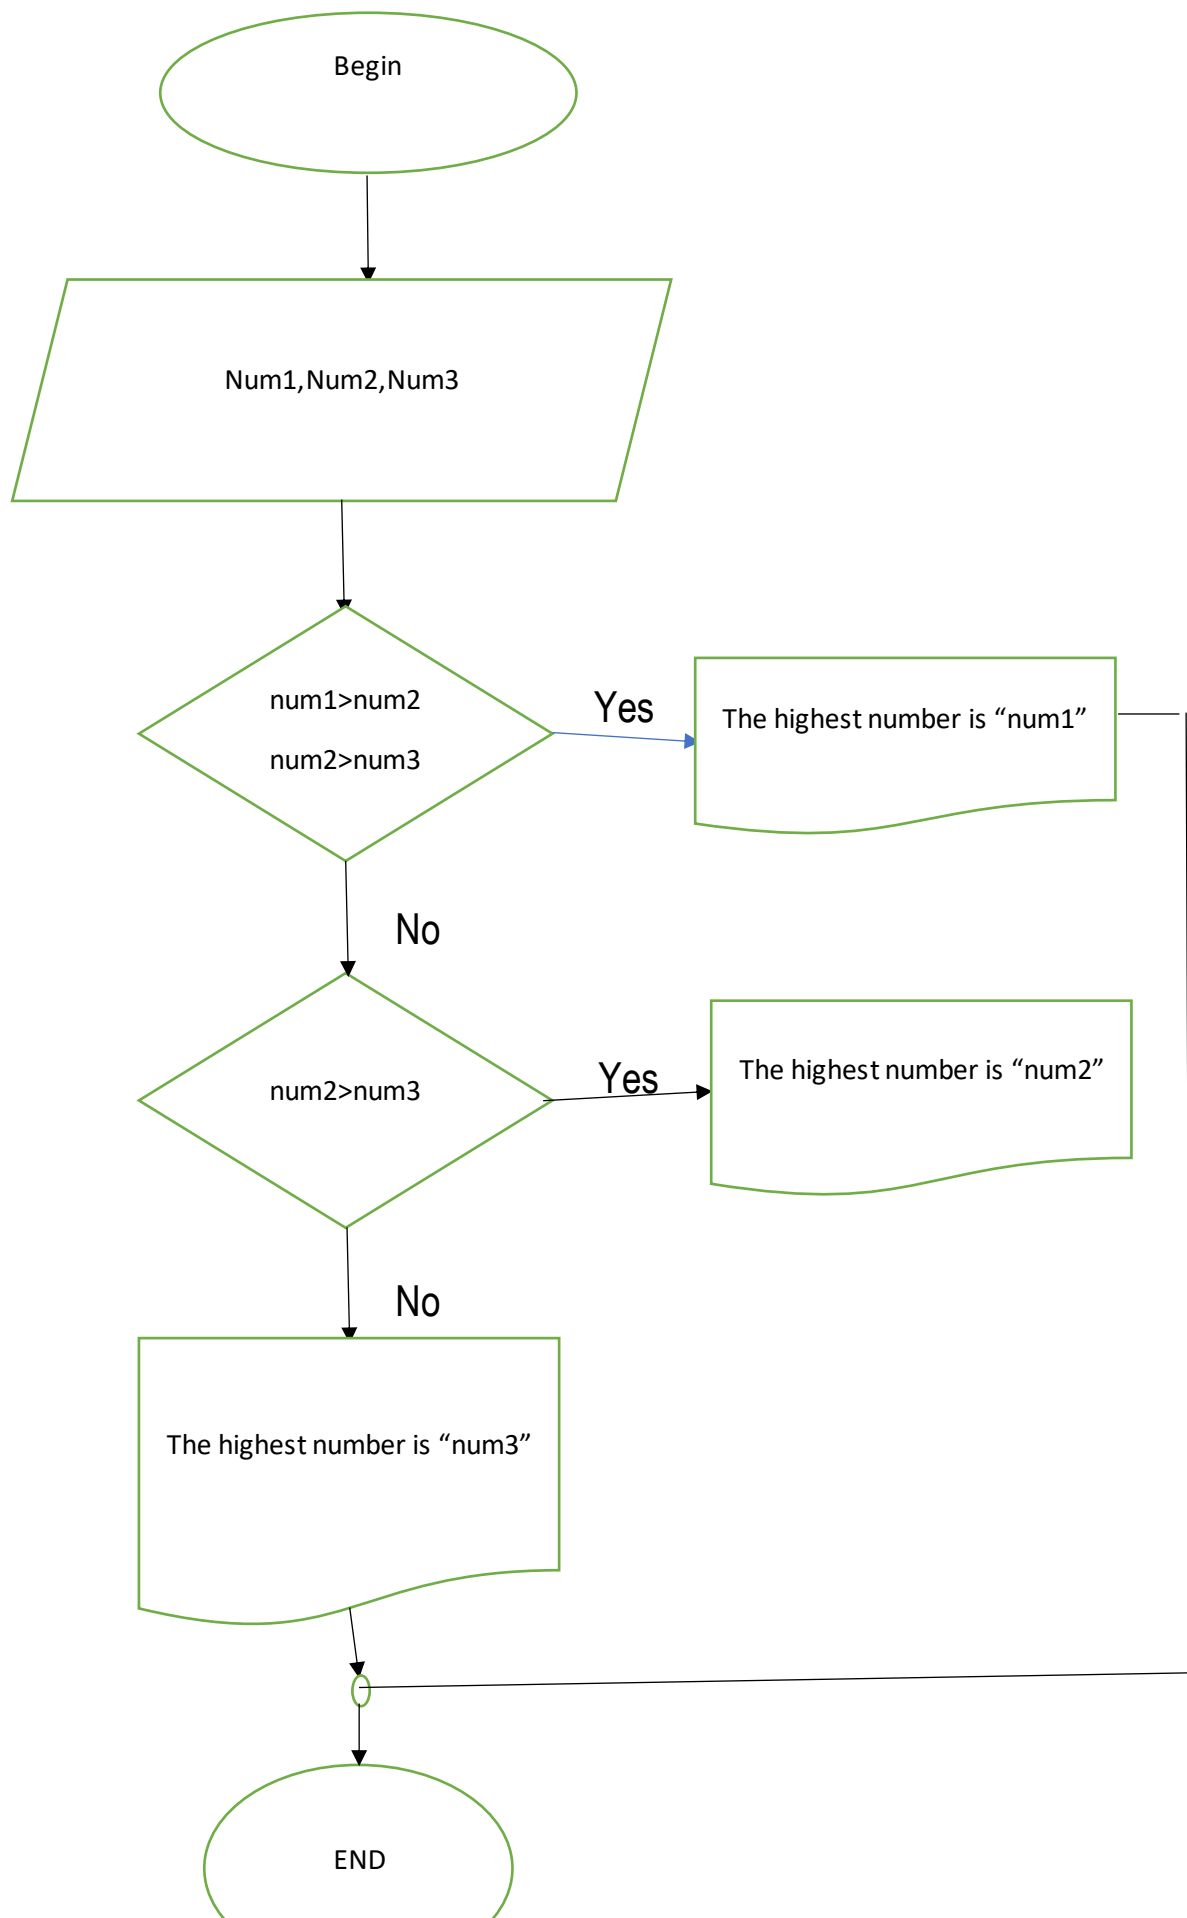 Begin
Num1,Num2,Num3
num1>num2
num2>num3
Yes
The highest number is “num1”
No
num2>num3
Yes
The highest number is “num2”
No
The highest number is “num3”
END